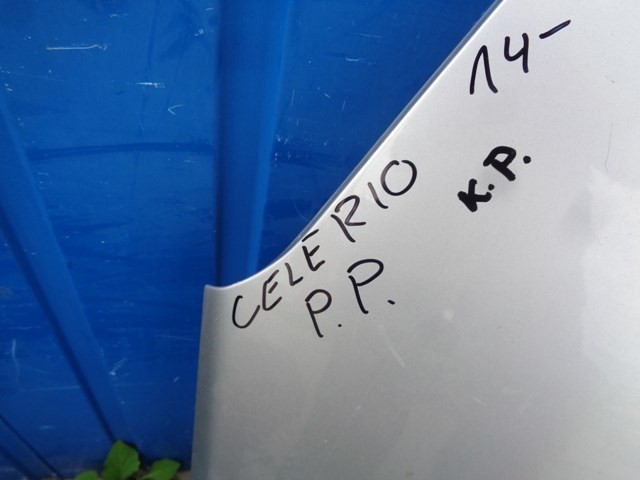 14-
K.P.
CELERIO
P.P.